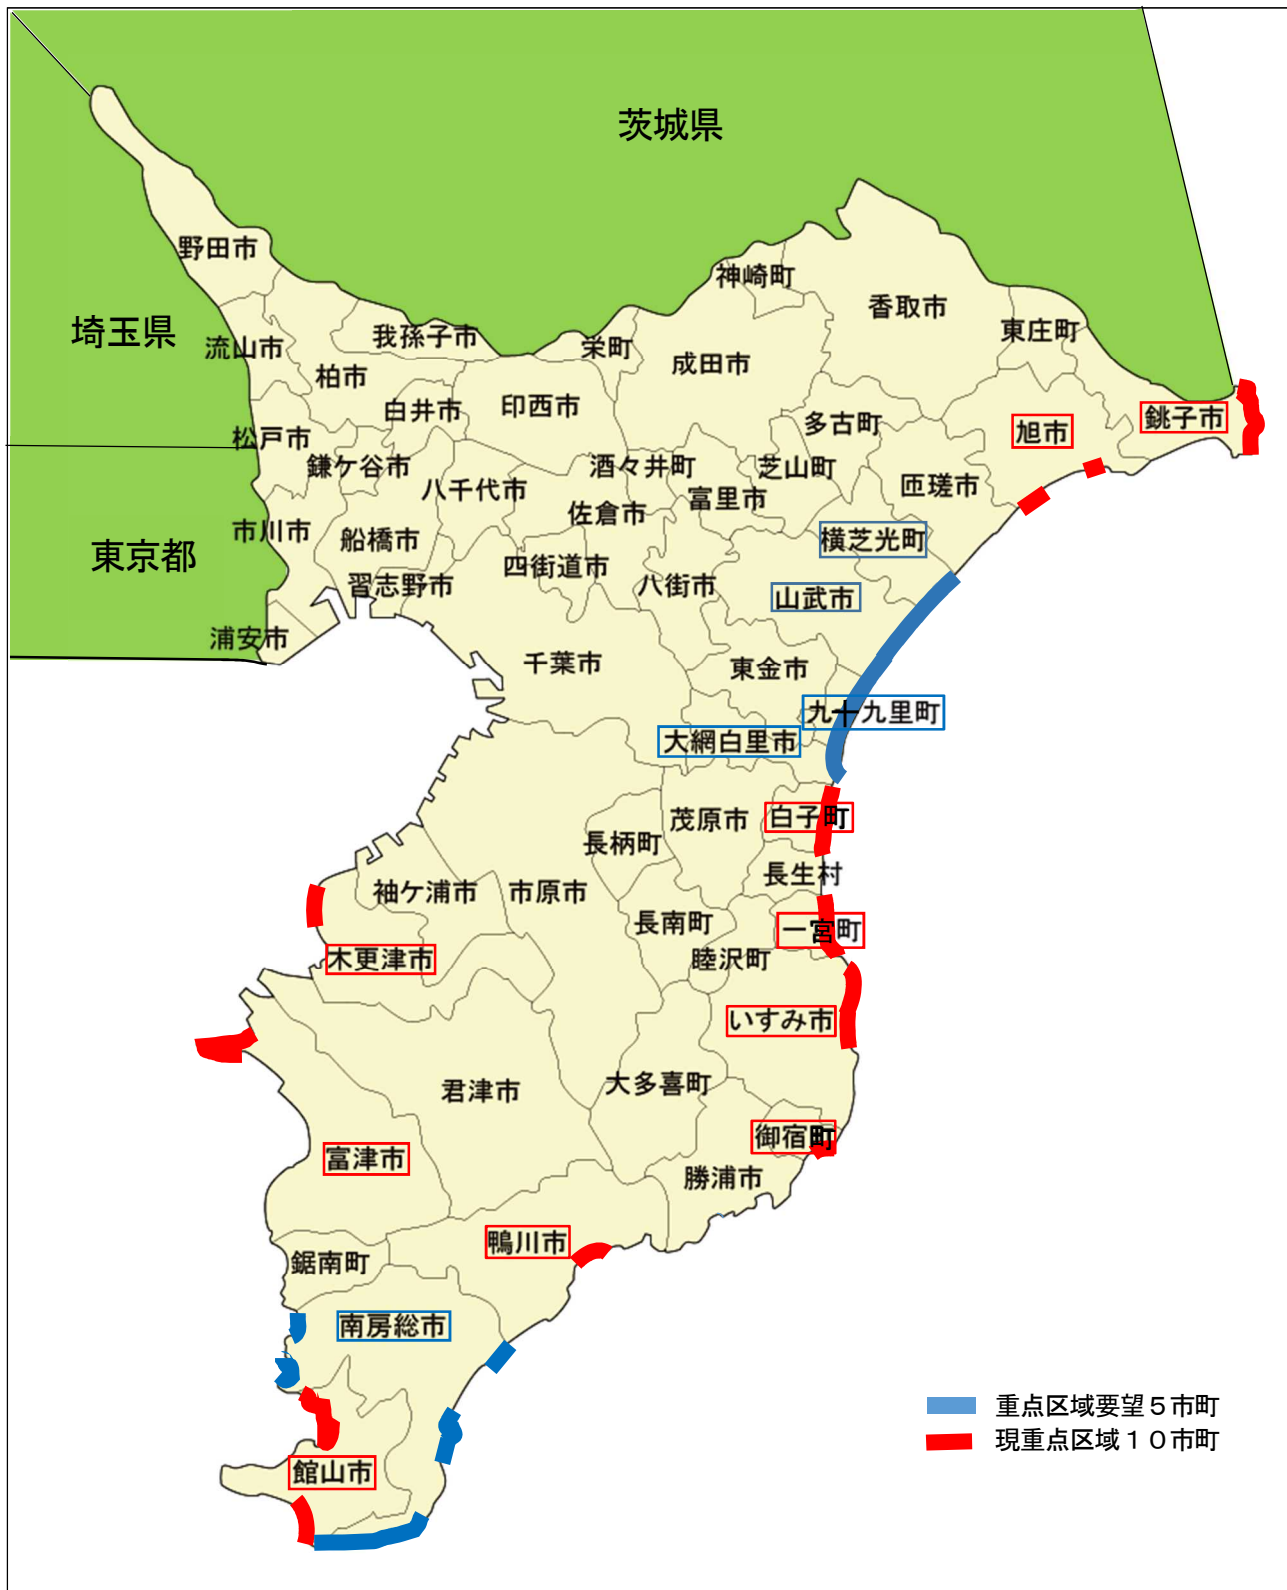 茨城県
野田市
神崎町
香取市
埼玉県
流山市
我孫子市
栄町
東庄町
成田市
柏市
白井市
印西市
多古町
旭市
銚子市
松戸市
鎌ケ谷市
酒々井町
芝山町
八千代市
富里市
匝瑳市
佐倉市
市川市
船橋市
横芝光町
東京都
四街道市
習志野市
八街市
山武市
浦安市
千葉市
東金市
九十九里町
大網白里市
茂原市
白子町
長柄町
長生村
袖ケ浦市
市原市
長南町
一宮町
木更津市
睦沢町
いすみ市
君津市
大多喜町
御宿町
富津市
勝浦市
鴨川市
鋸南町
南房総市
重点区域要望5市町
現重点区域10市町
館山市